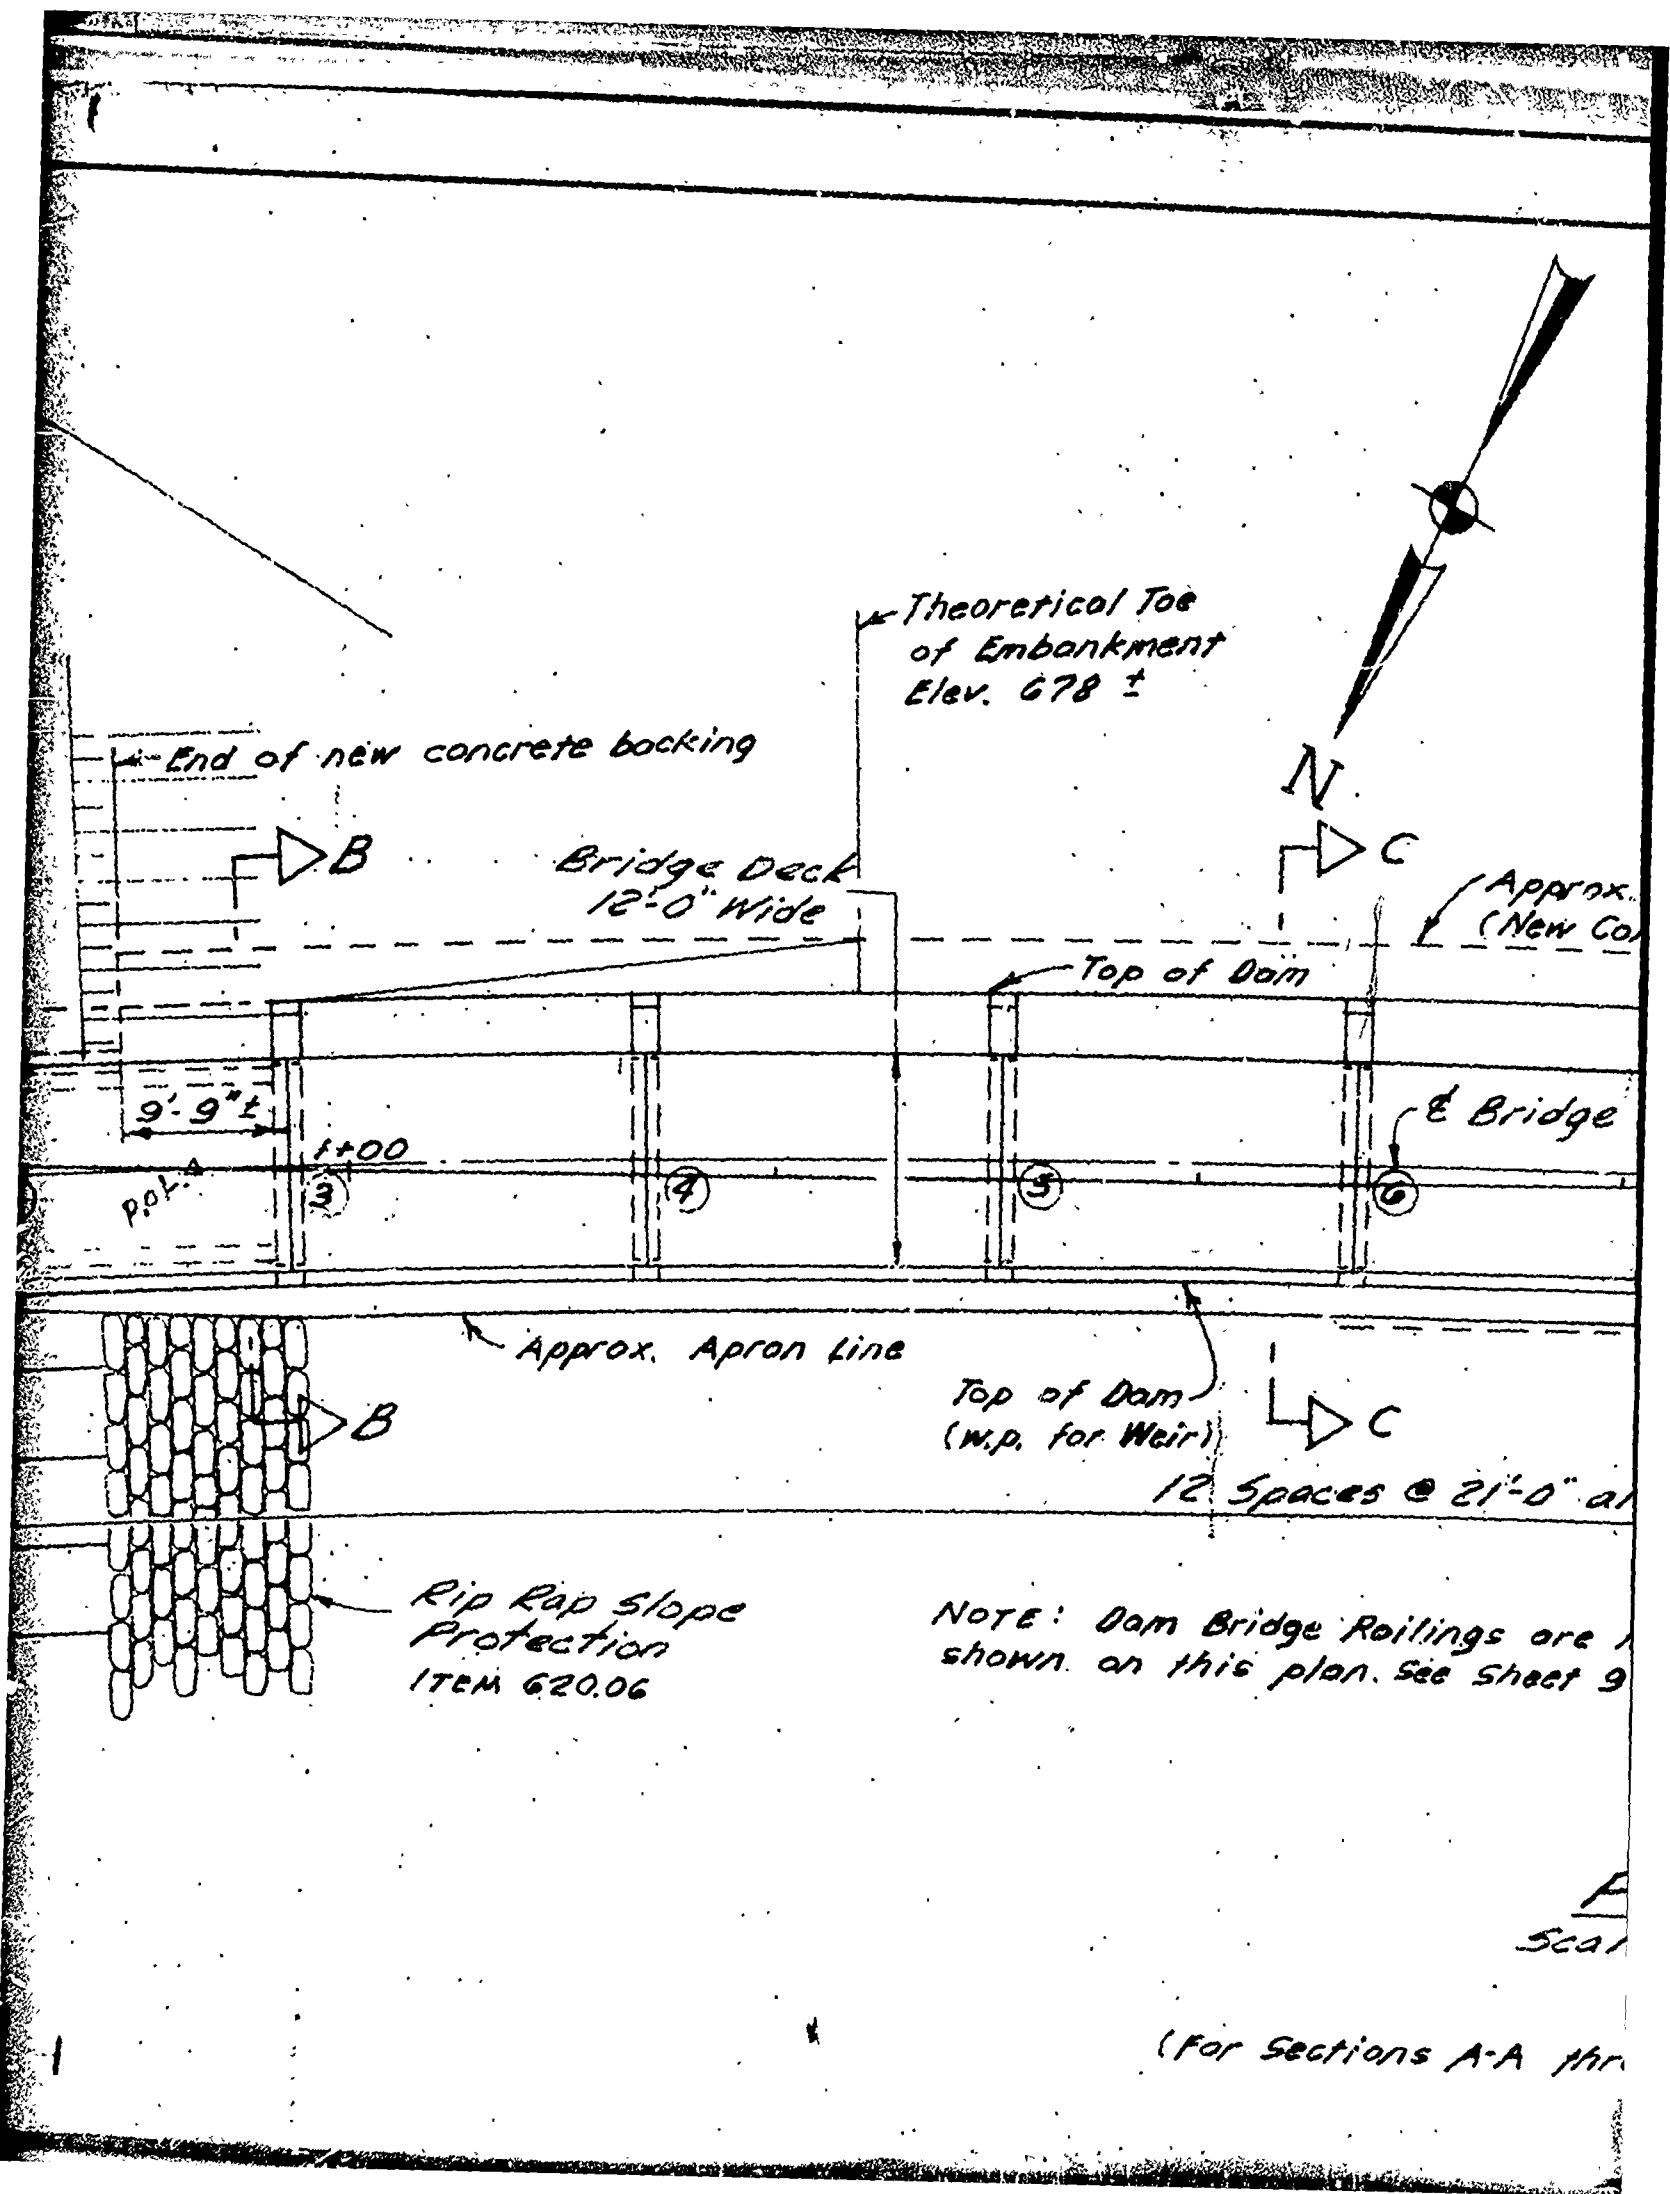 Theoretical Toe
of Embankment
Elev. 678 ±
End of new concrete backing
N
B
Bridge Deck
12'-0" Wide
C
Approx.
(New Co
Top of Dam
9'-9" ±
℄ Bridge
1+00
P.O.T.
3
4
5
6
Approx. Apron Line
B
Top of Dam
(w.p. for Weir)
C
12 Spaces @ 21'-0" al
Rip Rap Slope
Protection
ITEM 620.06
NOTE: Dam Bridge Railings are
shown on this plan. See Sheet 9
Scal
(For Sections A-A thr